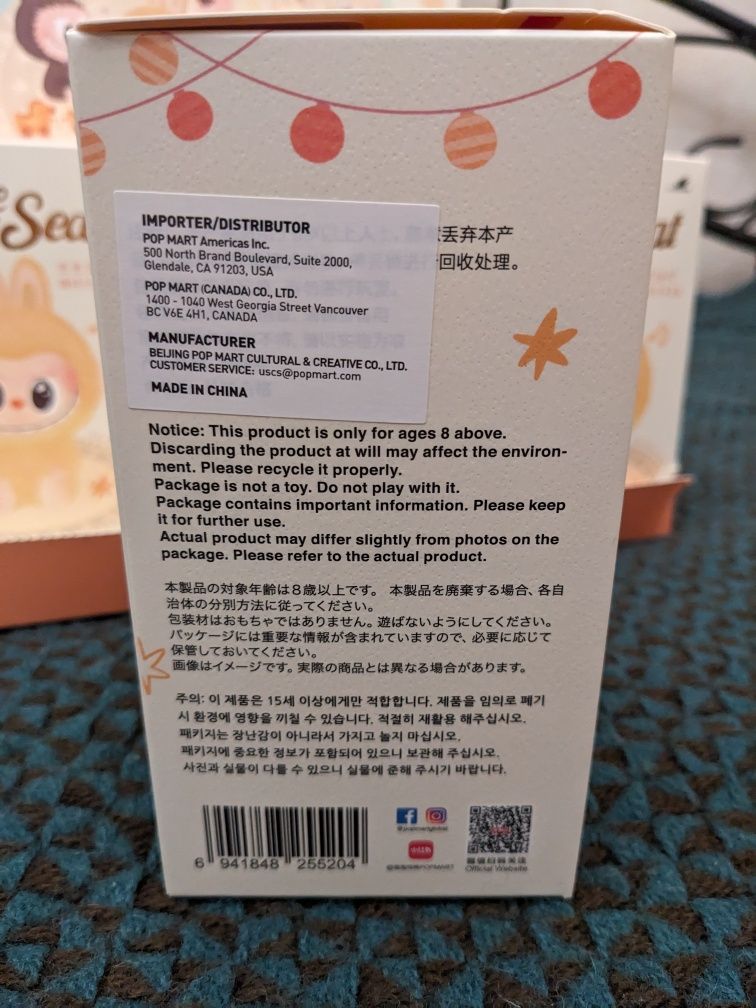 Sea
at
IMPORTER/DISTRIBUTOR
POP MART Americas Inc.
500 North Brand Boulevard, Suite 2000,
Glendale, CA 91203, USA
POP MART (CANADA) CO., LTD.
1400 - 1040 West Georgia Street Vancouver
BC V6E 4H1, CANADA
MANUFACTURER
BEIJING POP MART CULTURAL & CREATIVE CO., LTD.
CUSTOMER SERVICE: uscs@popmart.com
MADE IN CHINA
丢弃本产
回收处理。
Notice: This product is only for ages 8 above.
Discarding the product at will may affect the environ-
ment. Please recycle it properly.
Package is not a toy. Do not play with it.
Package contains important information. Please keep
it for further use.
Actual product may differ slightly from photos on the
package. Please refer to the actual product.
本製品の対象年齢は8歳以上です。 本製品を廃棄する場合、各自
治体の分別方法に従ってください。
包装材はおもちゃではありません。遊ばないようにしてください。
パッケージには重要な情報が含まれていますので、必要に応じて
保管しておいてください。
画像はイメージです。実際の商品とは異なる場合があります。
주의: 이 제품은 15세 이상에게만 적합합니다. 제품을 임의로 폐기
시 환경에 영향을 끼칠 수 있습니다. 적절히 재활용 해주십시오.
패키지는 장난감이 아니라서 가지고 놀지 마십시오.
패키지에 중요한 정보가 포함되어 있으니 보관해 주십시오.
사진과 실물이 다를 수 있으니 실물에 준해 주시기 바랍니다.
6 941848 255204
@popmartglobal
小红书
POPMART
Official Website